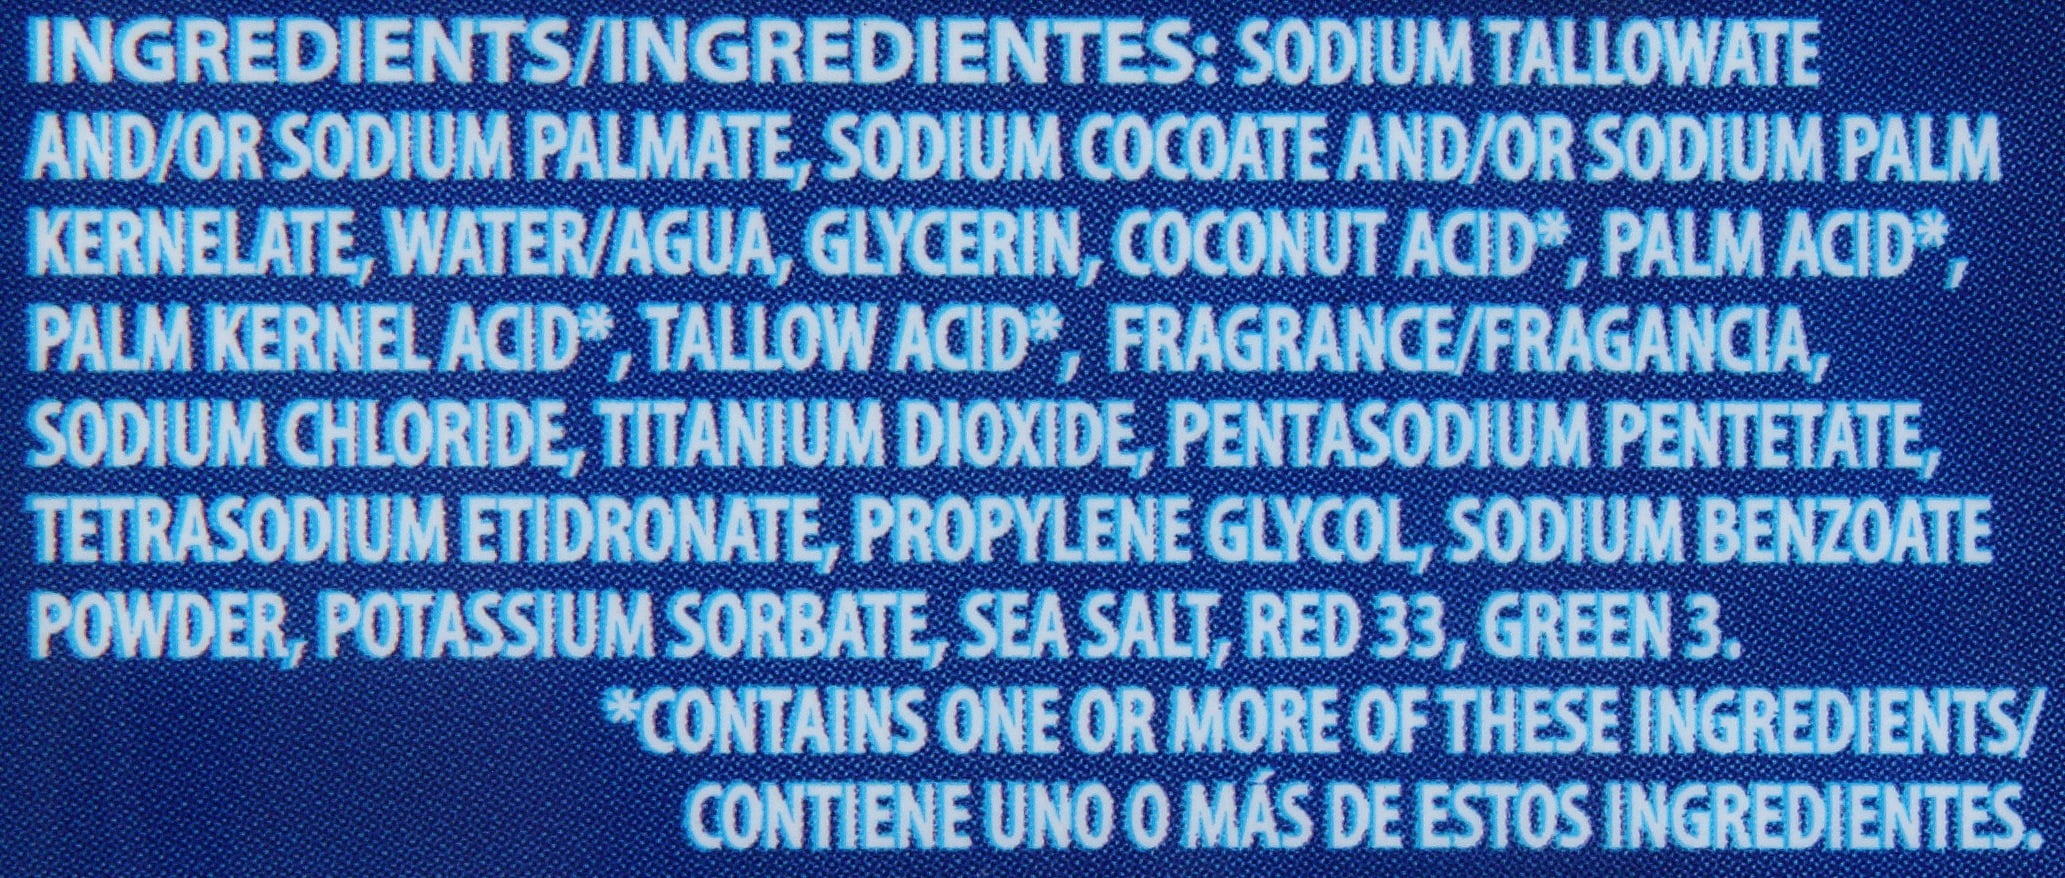 INGREDIENTS/INGREDIENTES: SODIUM TALLOWATE
AND/OR SODIUM PALMATE, SODIUM COCOATE AND/OR SODIUM PALM
KERNELATE, WATER/AGUA, GLYCERIN, COCONUT ACID*, PALM ACID*,
PALM KERNEL ACID*, TALLOW ACID*, FRAGRANCE/FRAGANCIA,
SODIUM CHLORIDE, TITANIUM DIOXIDE, PENTASODIUM PENTETATE,
TETRASODIUM ETIDRONATE, PROPYLENE GLYCOL, SODIUM BENZOATE
POWDER, POTASSIUM SORBATE, SEA SALT, RED 33, GREEN 3.
*CONTAINS ONE OR MORE OF THESE INGREDIENTS/
CONTIENE UNO O MÁS DE ESTOS INGREDIENTES.